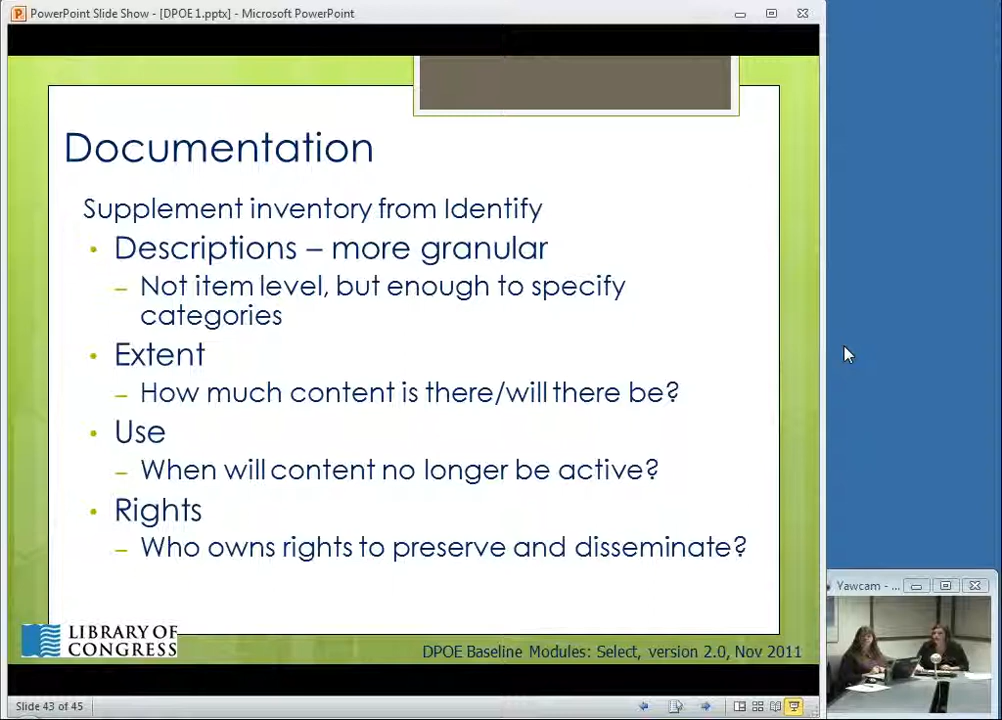 PowerPoint Slide Show - [DPOE 1.pptx] - Microsoft PowerPoint
Documentation
Supplement inventory from Identify
• Descriptions – more granular
– Not item level, but enough to specify
categories
• Extent
– How much content is there/will there be?
• Use
– When will content no longer be active?
• Rights
– Who owns rights to preserve and disseminate?
LIBRARY OF
CONGRESS
DPOE Baseline Modules: Select, version 2.0, Nov 2011
Yawcam - ...
Slide 43 of 45